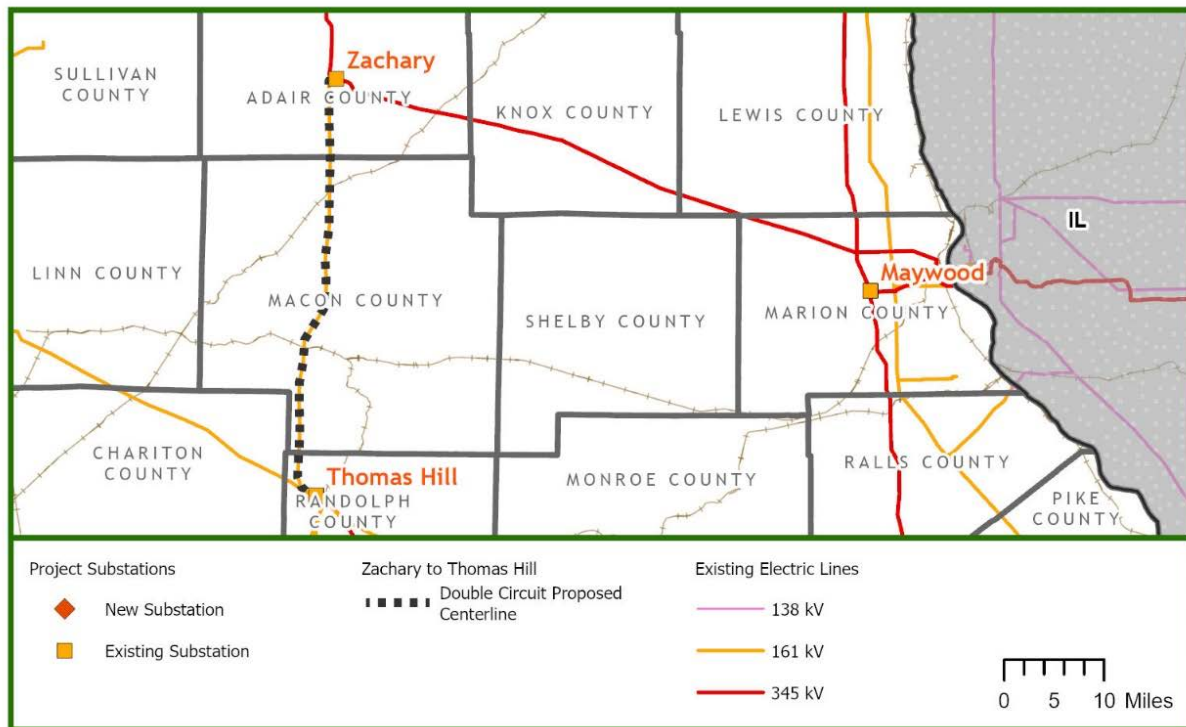 Zachary
SULLIVAN
COUNTY
ADAIR COUNTY
KNOX COUNTY
LEWIS COUNTY
IL
LINN COUNTY
MACON COUNTY
SHELBY COUNTY
Maywood
MARION COUNTY
CHARITON
COUNTY
Thomas Hill
RANDOLPH
COUNTY
MONROE COUNTY
RALLS COUNTY
PIKE
COUNTY
Project Substations
New Substation
Existing Substation
Zachary to Thomas Hill
Double Circuit Proposed
Centerline
Existing Electric Lines
138 kV
161 kV
345 kV
0 5 10 Miles